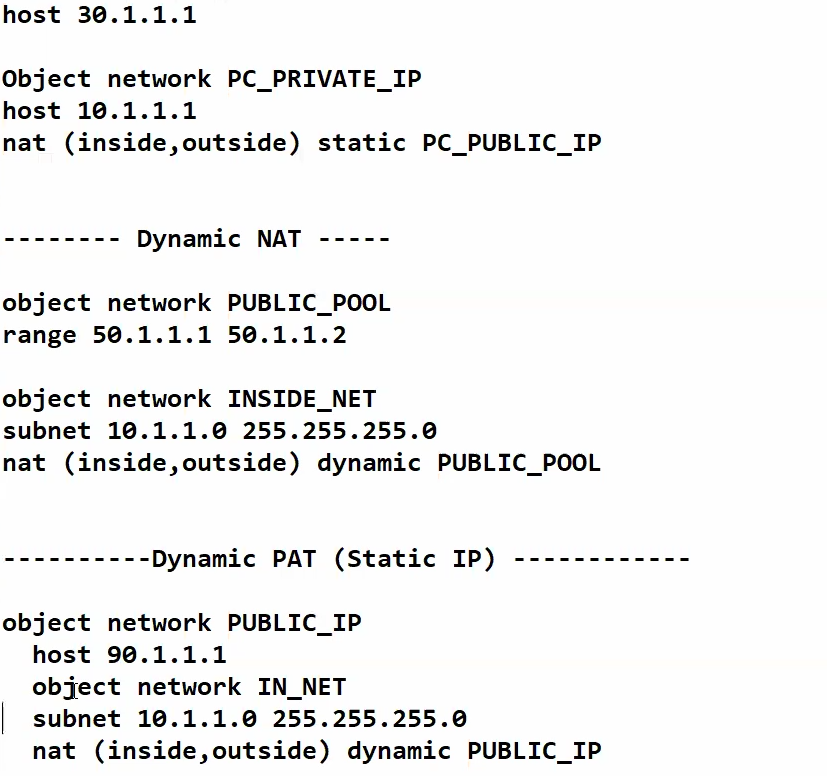 host 30.1.1.1
Object network PC_PRIVATE_IP
host 10.1.1.1
nat (inside,outside) static PC_PUBLIC_IP
-------- Dynamic NAT -----
object network PUBLIC_POOL
range 50.1.1.1 50.1.1.2
object network INSIDE_NET
subnet 10.1.1.0 255.255.255.0
nat (inside,outside) dynamic PUBLIC_POOL
----------Dynamic PAT (Static IP) ------------
object network PUBLIC_IP
host 90.1.1.1
object network IN_NET
subnet 10.1.1.0 255.255.255.0
nat (inside,outside) dynamic PUBLIC_IP